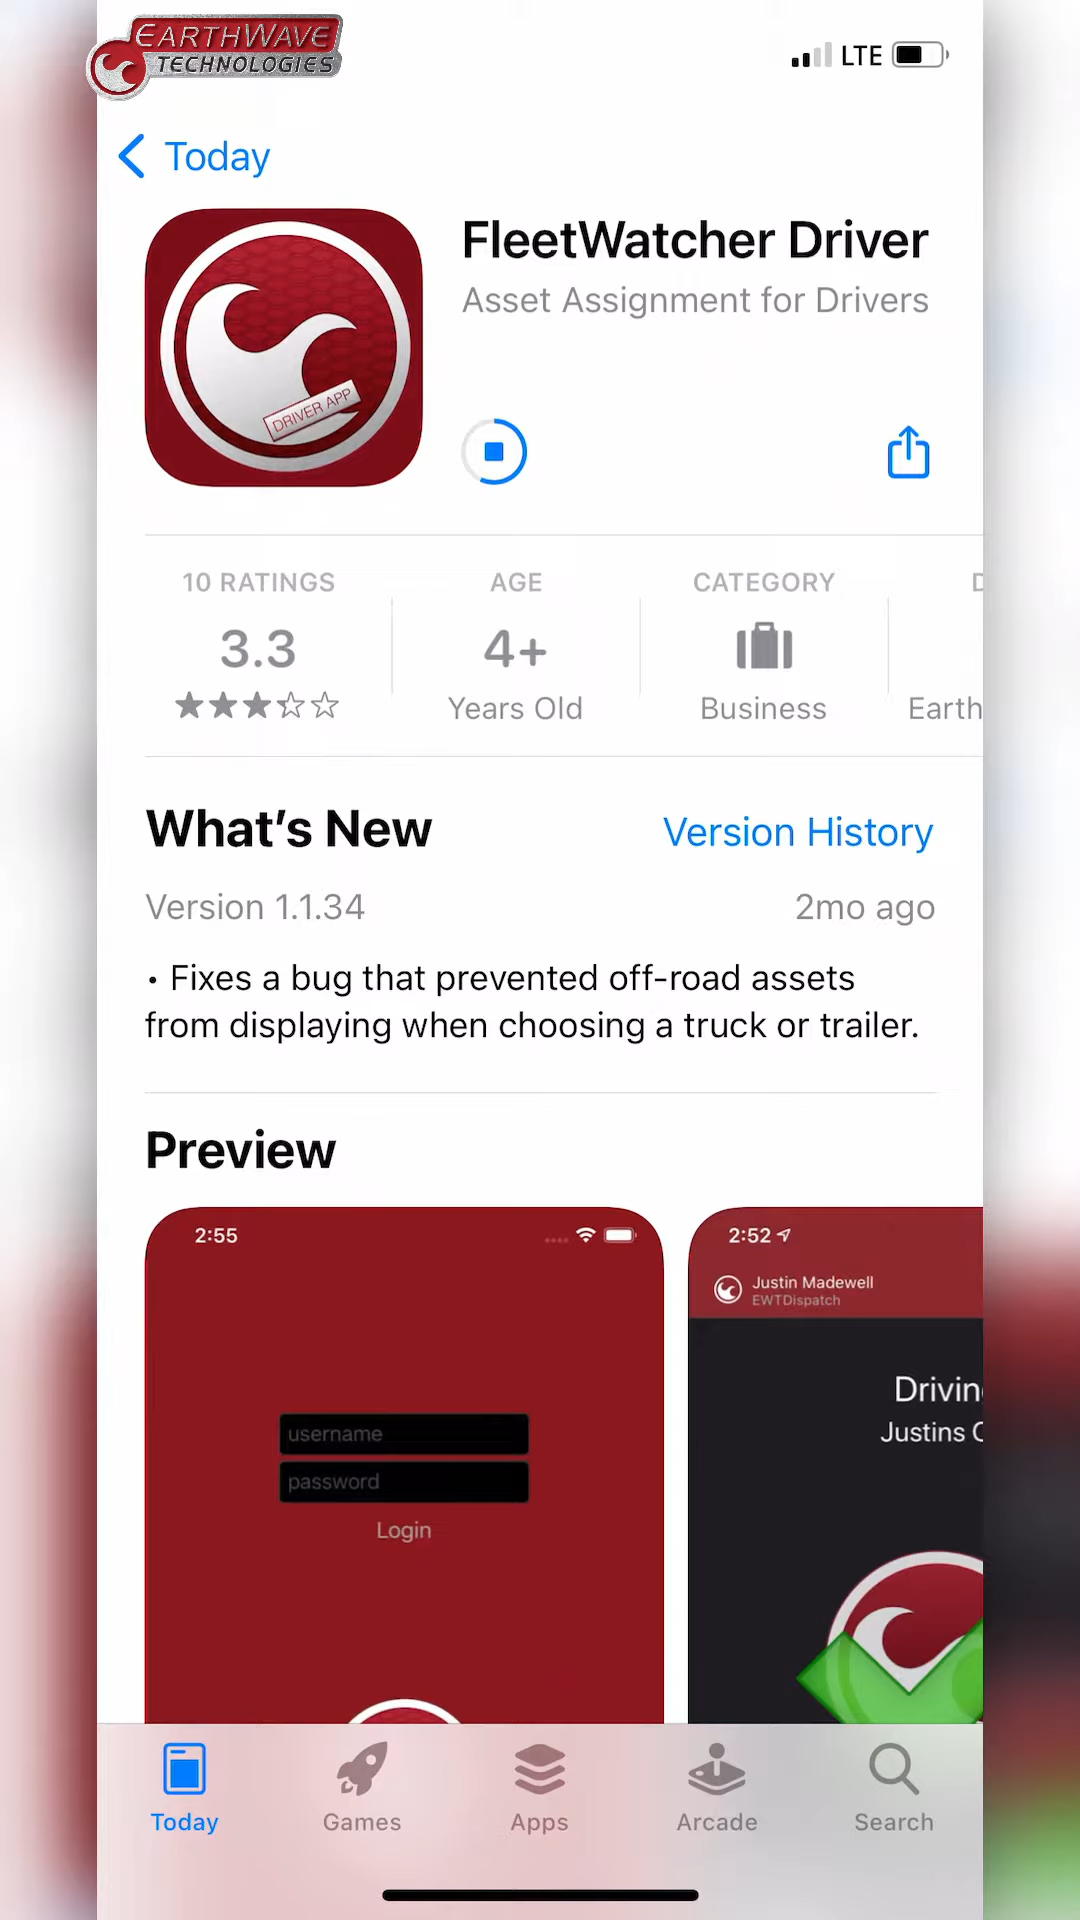 EARTHWAVE
TECHNOLOGIES
LTE
Today
FleetWatcher Driver
Asset Assignment for Drivers
DRIVER APP
10 RATINGS
AGE
CATEGORY
D
3.3
4+
Years Old
Business
Earth
What's New
Version History
Version 1.1.34
2mo ago
• Fixes a bug that prevented off-road assets
from displaying when choosing a truck or trailer.
Preview
2:55
2:52
Justin Madewell
EWTDispatch
username
password
Login
Drivin
Justins C
Today
Games
Apps
Arcade
Search